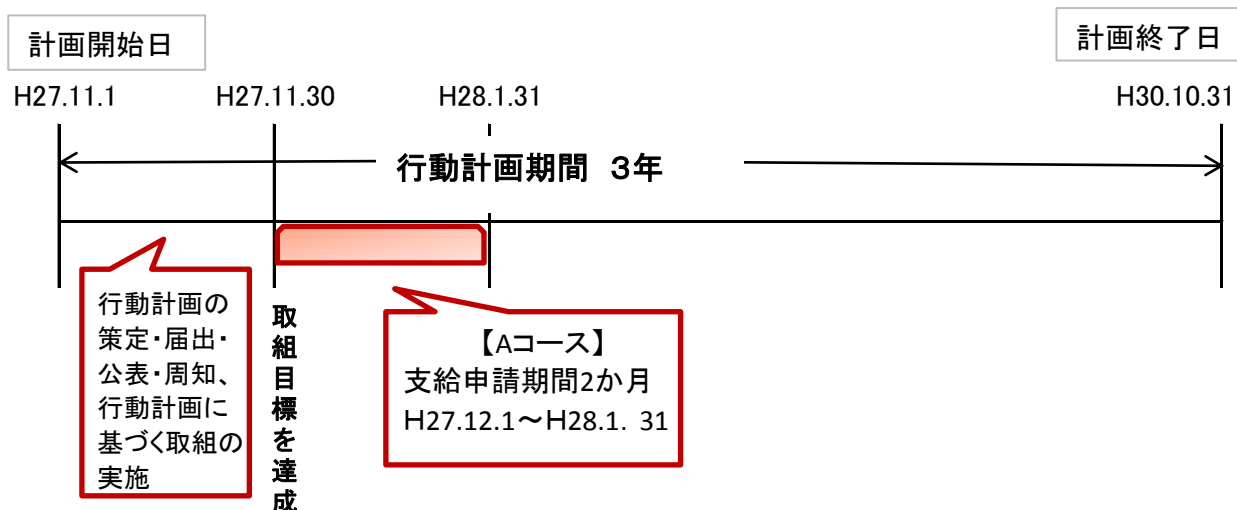 計画開始日
計画終了日
H27.11.1
H27.11.30
H28.1.31
H30.10.31
行動計画期間 3年
行動計画の
策定・届出・
公表・周知、
行動計画に
基づく取組の
実施
取組目標を達成
【Aコース】
支給申請期間2か月
H27.12.1～H28.1. 31